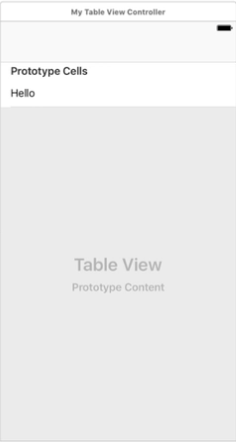 My Table View Controller
Prototype Cells
Hello
Table View
Prototype Content